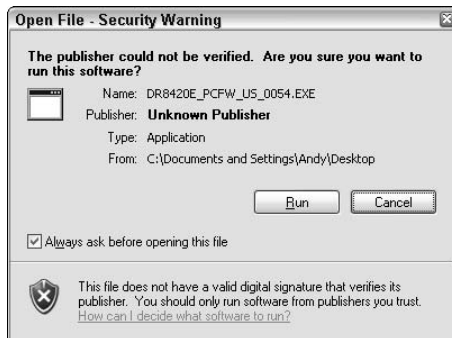 Open File - Security Warning
The publisher could not be verified. Are you sure you want to
run this software?
Name: DR8420E_PCFW_US_0054.EXE
Publisher: Unknown Publisher
Type: Application
From: C:\Documents and Settings\Andy\Desktop
Run Cancel
Always ask before opening this file
This file does not have a valid digital signature that verifies its
publisher. You should only run software from publishers you trust.
How can I decide what software to run?